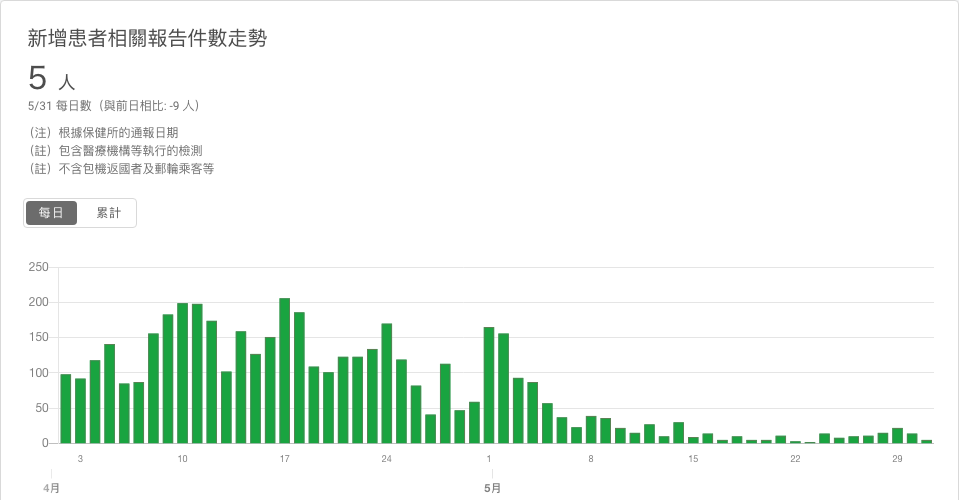 新增患者相關報告件數走勢
5 人
5/31 每日數（與前日相比: -9 人）
（注）根據保健所的通報日期
（註）包含醫療機構等執行的檢測
（註）不含包機返國者及郵輪乘客等
每日 累計
250
200
150
100
50
0
3 10 17 24 1 8 15 22 29
4月 5月